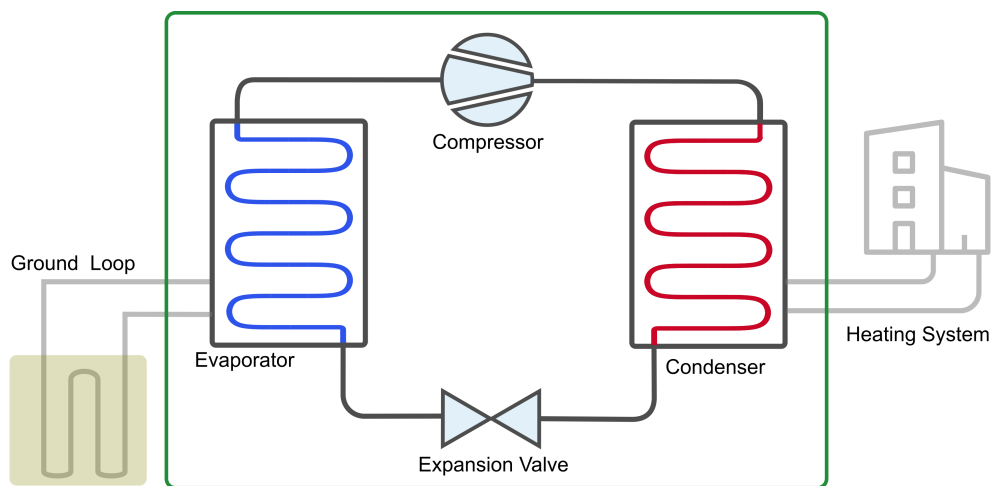 Compressor
Ground Loop
Heating System
Evaporator
Condenser
Expansion Valve